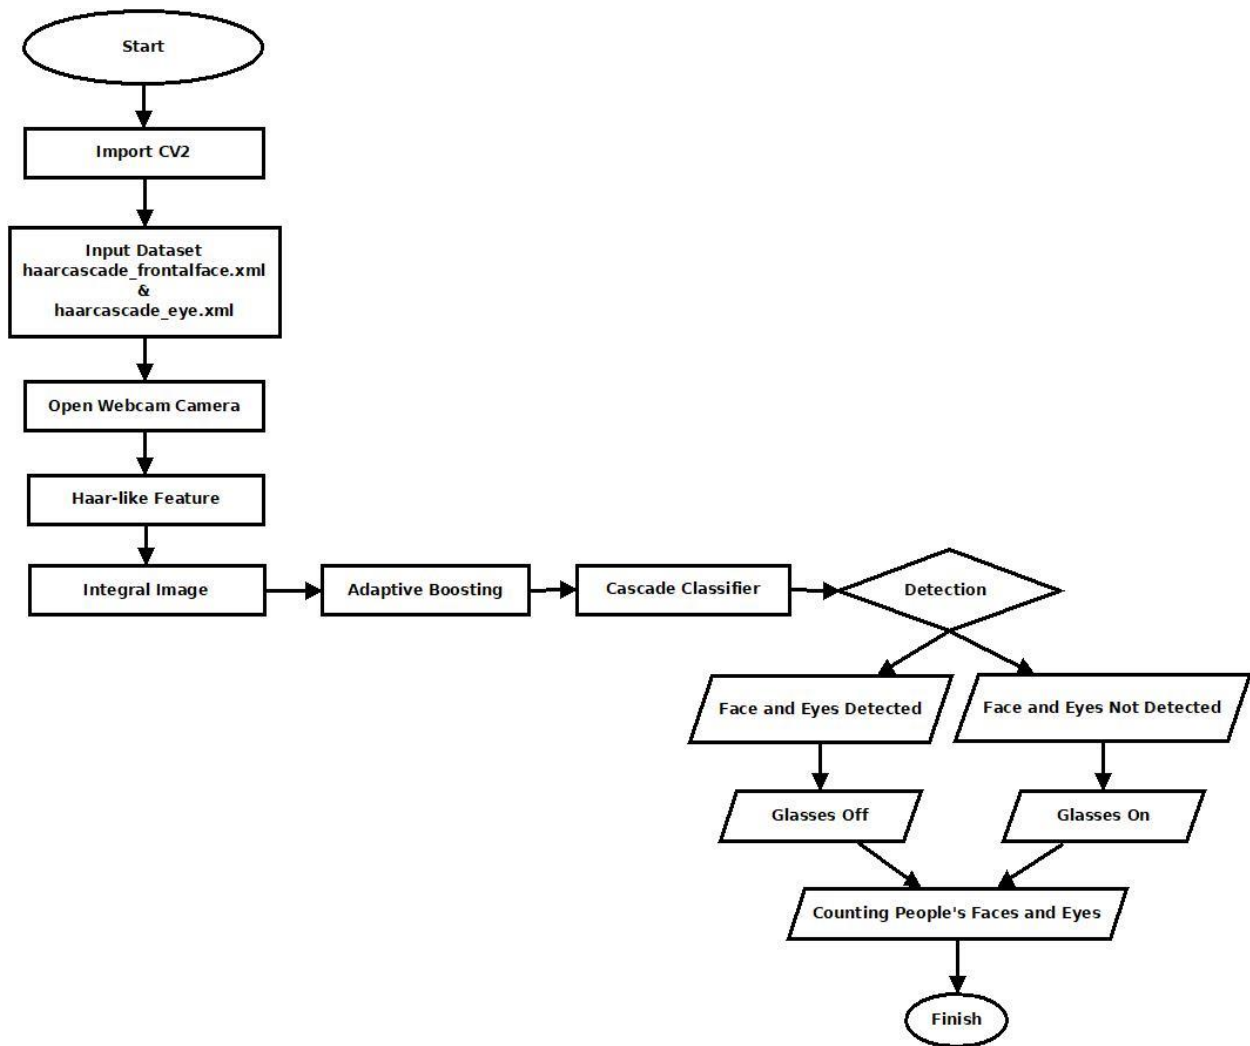 Start
Import CV2
Input Dataset
haarcascade_frontalface.xml
&
haarcascade_eye.xml
Open Webcam Camera
Haar-like Feature
Integral Image
Adaptive Boosting
Cascade Classifier
Detection
Face and Eyes Detected
Face and Eyes Not Detected
Glasses Off
Glasses On
Counting People's Faces and Eyes
Finish